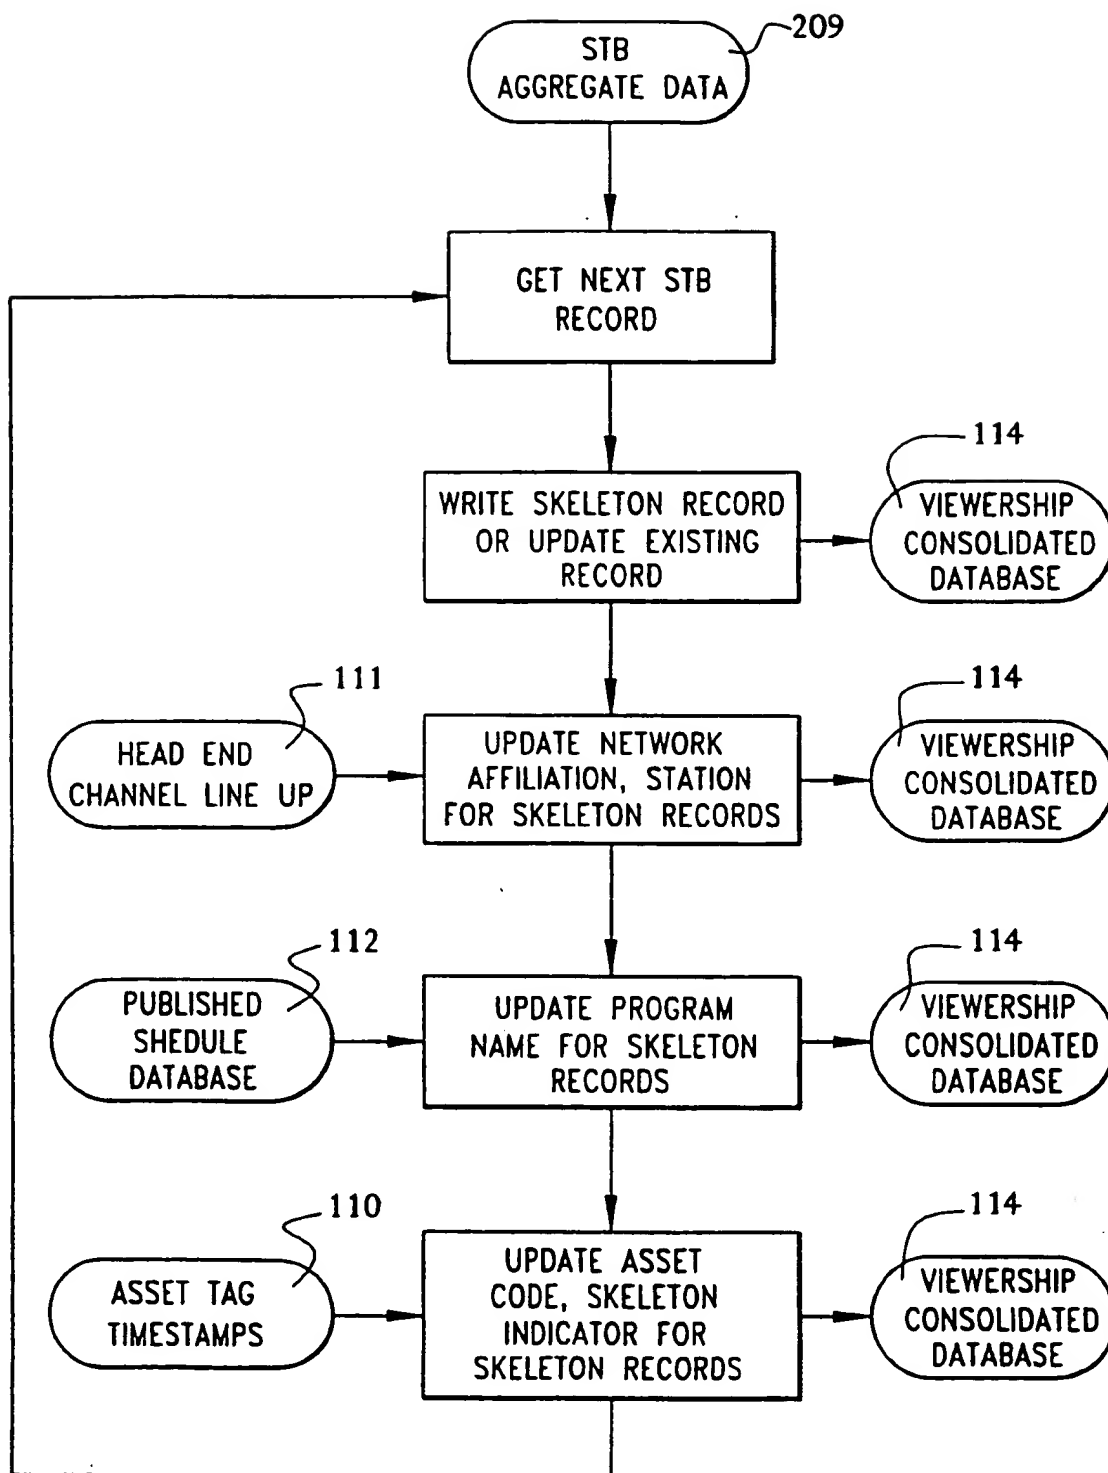 209
STB
AGGREGATE DATA
GET NEXT STB
RECORD
114
WRITE SKELETON RECORD
OR UPDATE EXISTING
RECORD
VIEWERSHIP
CONSOLIDATED
DATABASE
111
114
HEAD END
CHANNEL LINE UP
UPDATE NETWORK
AFFILIATION, STATION
FOR SKELETON RECORDS
VIEWERSHIP
CONSOLIDATED
DATABASE
112
114
PUBLISHED
SHEDULE
DATABASE
UPDATE PROGRAM
NAME FOR SKELETON
RECORDS
VIEWERSHIP
CONSOLIDATED
DATABASE
110
114
ASSET TAG
TIMESTAMPS
UPDATE ASSET
CODE, SKELETON
INDICATOR FOR
SKELETON RECORDS
VIEWERSHIP
CONSOLIDATED
DATABASE